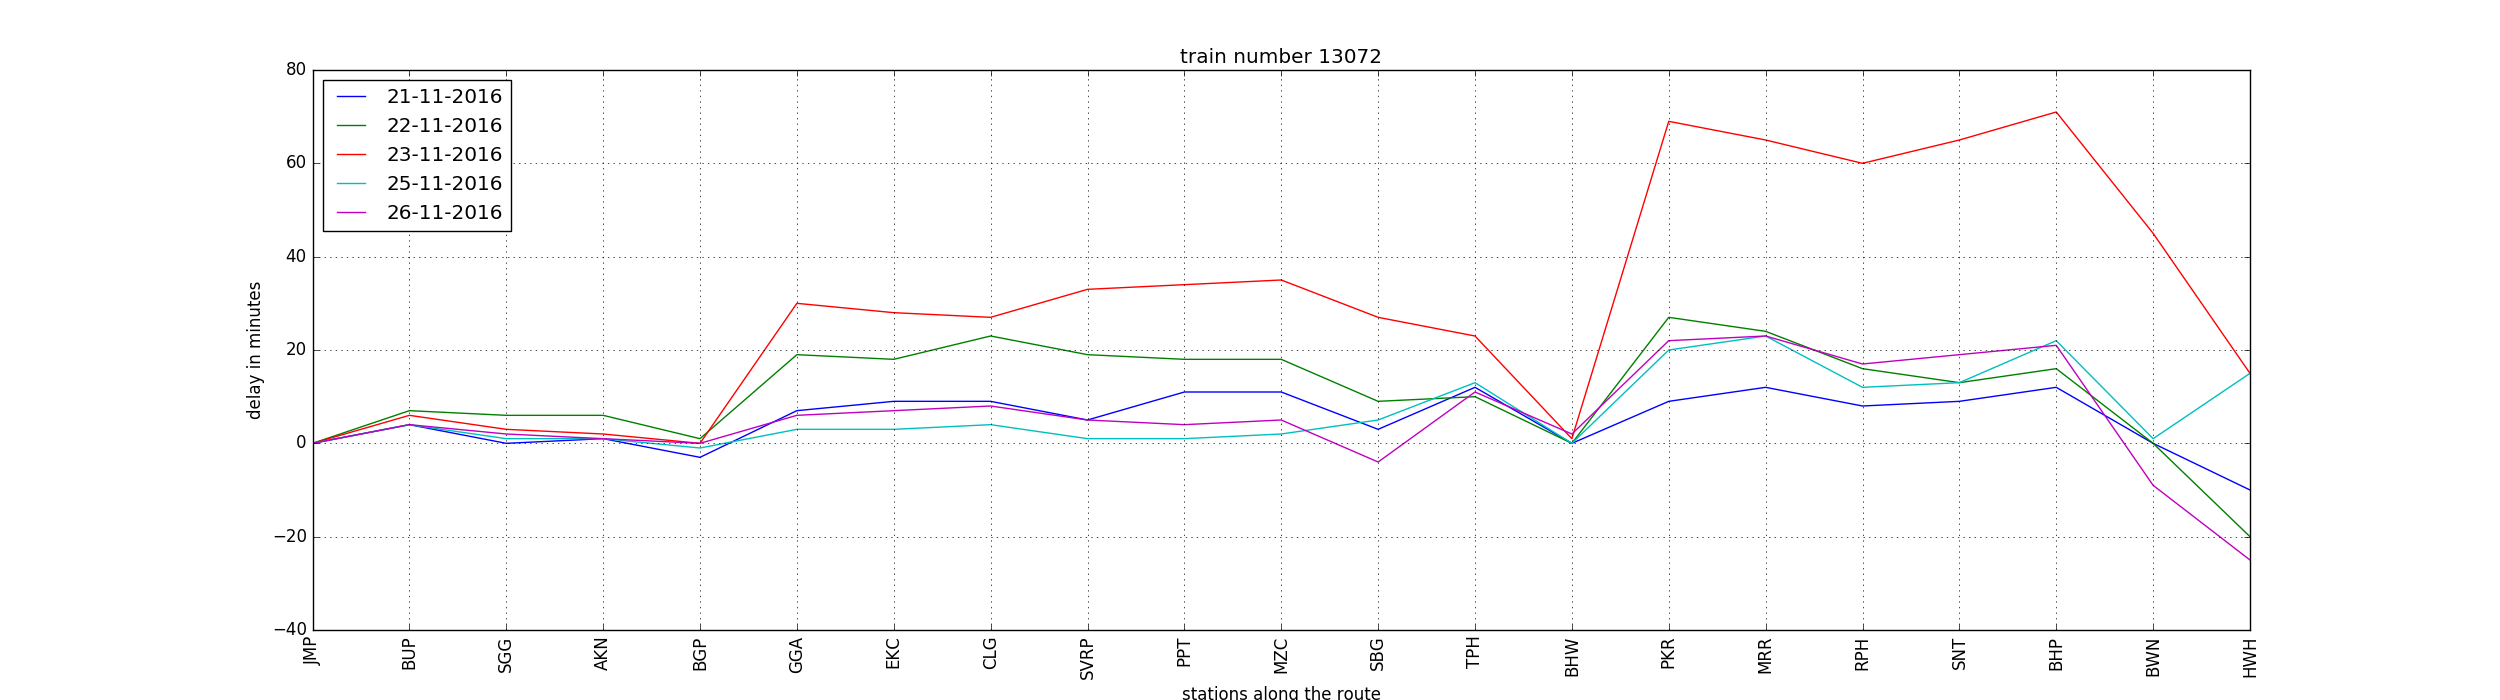 train number 13072
80
60
40
20
0
−20
−40
delay in minutes
21-11-2016
22-11-2016
23-11-2016
25-11-2016
26-11-2016
JMP
BUP
SGG
AKN
BGP
GGA
EKC
CLG
SVRP
PPT
MZC
SBG
TPH
BHW
PKR
MRR
RPH
SNT
BHP
BWN
HWH
stations along the route